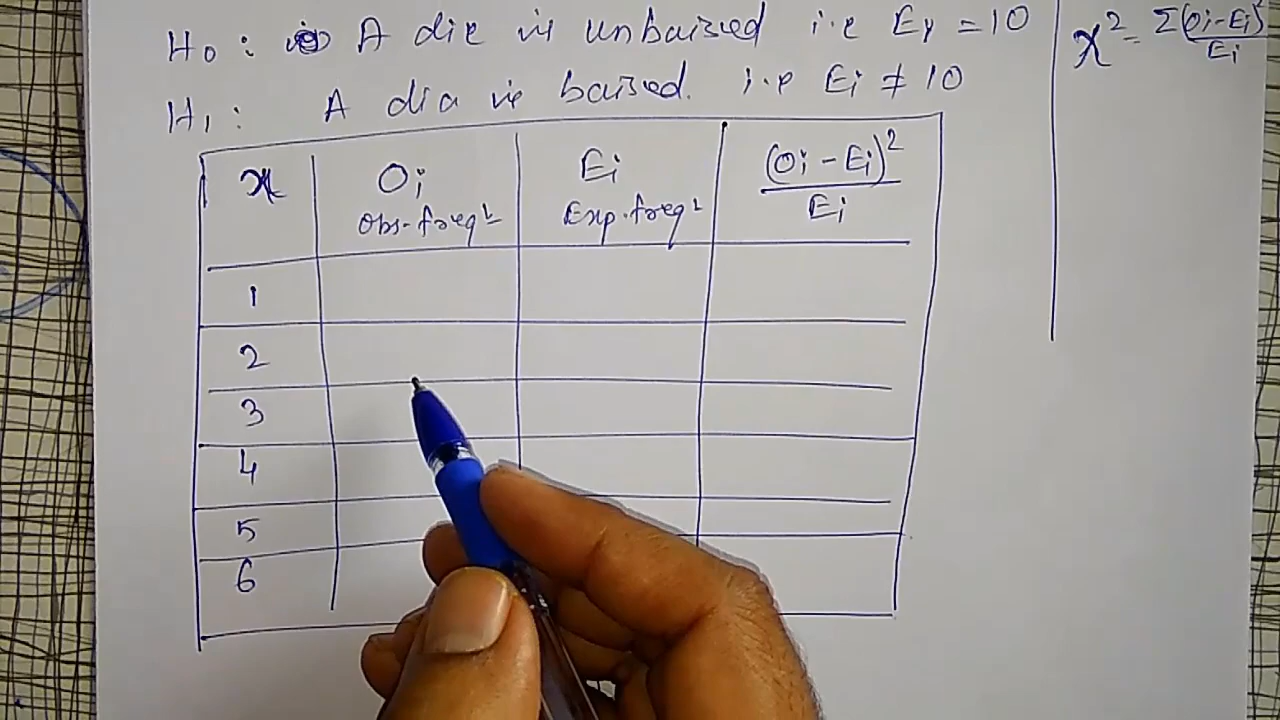 H₀ : A die is unbaised i.e Eᵢ = 10
H₁ : A dia is baised. i.e Eᵢ ≠ 10
x² = Σ(Oi-Ei)²/Ei
x Oi Ei (Oi - Ei)²/Ei
Obs.freq Exp.freq
1
2
3
4
5
6